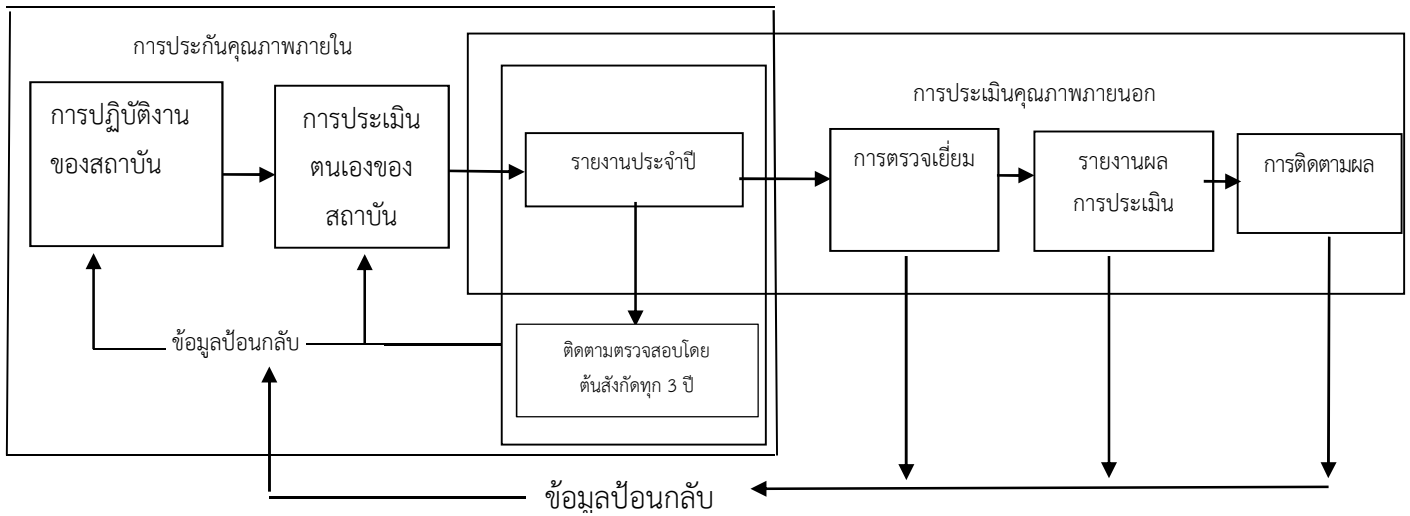 การประกันคุณภาพภายใน
การประเมินคุณภาพภายนอก
การปฏิบัติงาน
ของสถาบัน
การประเมิน
ตนเองของ
สถาบัน
รายงานประจำปี
การตรวจเยี่ยม
รายงานผล
การประเมิน
การติดตามผล
ข้อมูลป้อนกลับ
ติดตามตรวจสอบโดย
ต้นสังกัดทุก 3 ปี
ข้อมูลป้อนกลับ